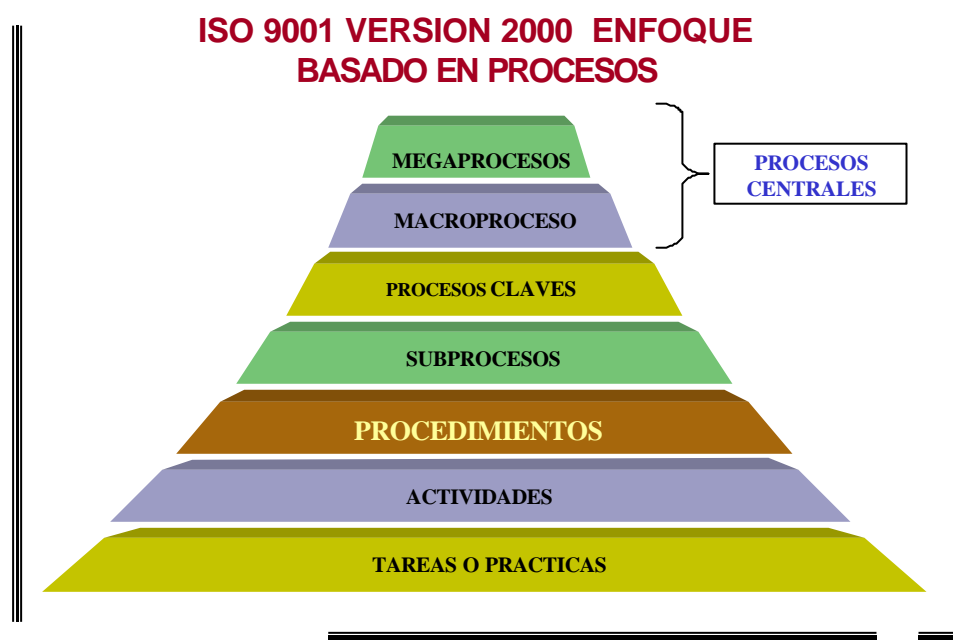 ISO 9001 VERSION 2000 ENFOQUE
BASADO EN PROCESOS
MEGAPROCESOS
PROCESOS
CENTRALES
MACROPROCESO
PROCESOS CLAVES
SUBPROCESOS
PROCEDIMIENTOS
ACTIVIDADES
TAREAS O PRACTICAS